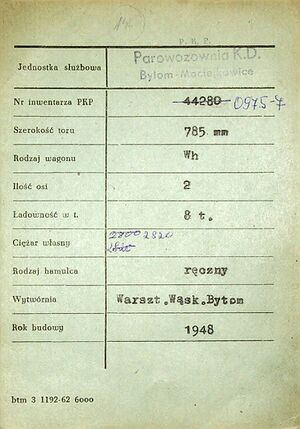 P. K. P.
Jednostka służbowa Parowozownia K.D.
Bytom-Maciejkowice
Nr inwentarza PKP 44280 0975-7
Szerokość toru 785 mm
Rodzaj wagonu Wh
Ilość osi 2
Ładowność w t. 8 t.
Ciężar własny 2820
Rodzaj hamulca ręczny
Wytwórnia Warszt.Wąsk.Bytom
Rok budowy 1948
btm 3 1192-62 6000